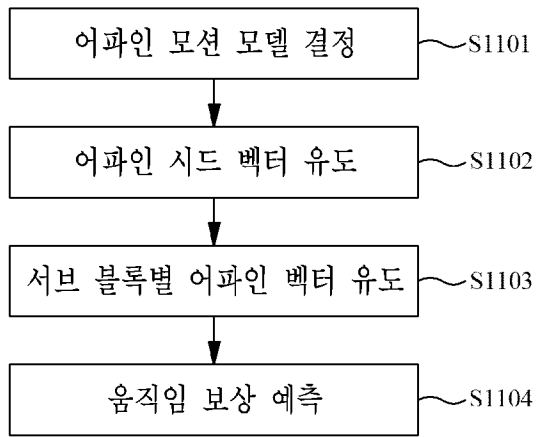 어파인 모션 모델 결정 S1101
어파인 시드 벡터 유도 S1102
서브 블록별 어파인 벡터 유도 S1103
움직임 보상 예측 S1104